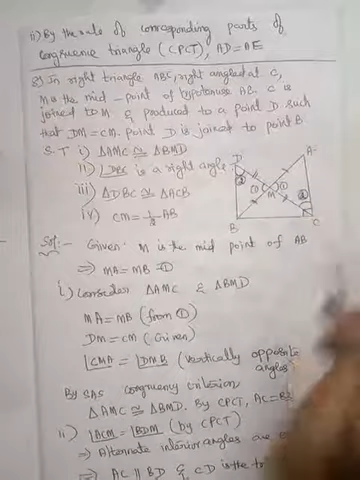 ii) By the rule of corresponding parts of
congruence triangle (CPCT), AD = AE
8) In right triangle ABC, right angled at C,
M is the mid-point of hypotenuse AB. C is
joined to M & produced to a point D such
that DM = CM. point D is joined to point B.
S.T i) ΔAMC ≅ ΔBMD
ii) ∠DBC is a right angle
iii) ΔDBC ≅ ΔACB
iv) CM = 1/2 AB
D
A
M
B
C
Sol:- Given: M is the mid point of AB
⇒ MA = MB - ①
i) Consider ΔAMC & ΔBMD
MA = MB (from ①)
DM = CM (Given)
∠CMA = ∠DMB (vertically opposite
angles
By SAS congruency criterion
ΔAMC ≅ ΔBMD. By CPCT, AC = B
ii) ∠ACM = ∠BDM (by CPCT)
⇒ Alternate interior angles are
⇒ AC || BD & CD is the